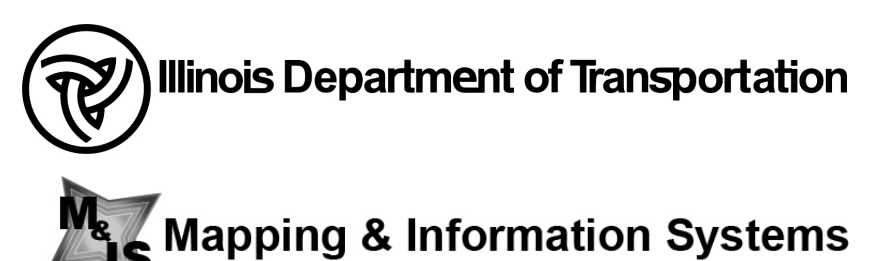 Illinois Department of Transportation
M&IS
Mapping & Information Systems